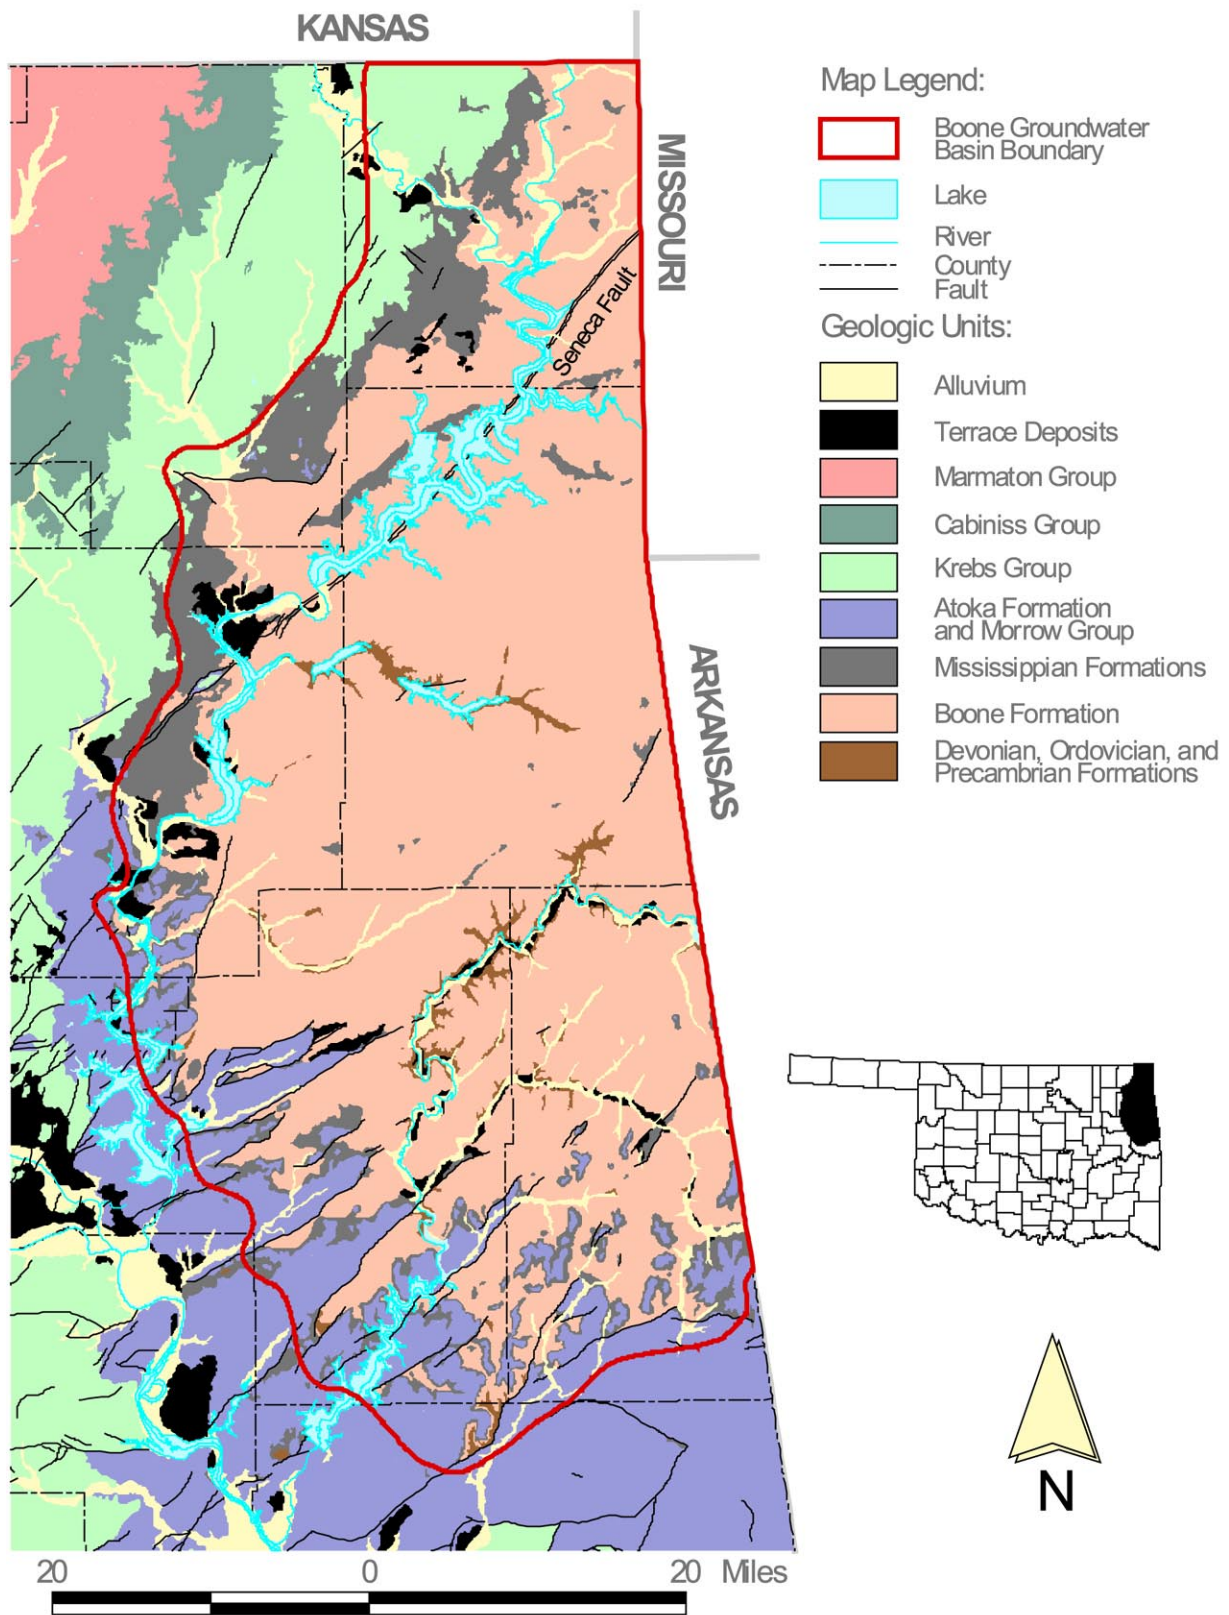 KANSAS
MISSOURI
ARKANSAS
Seneca Fault
Map Legend:
Boone Groundwater
Basin Boundary
Lake
River
County
Fault
Geologic Units:
Alluvium
Terrace Deposits
Marmaton Group
Cabiniss Group
Krebs Group
Atoka Formation
and Morrow Group
Mississippian Formations
Boone Formation
Devonian, Ordovician, and
Precambrian Formations
N
20 0 20 Miles